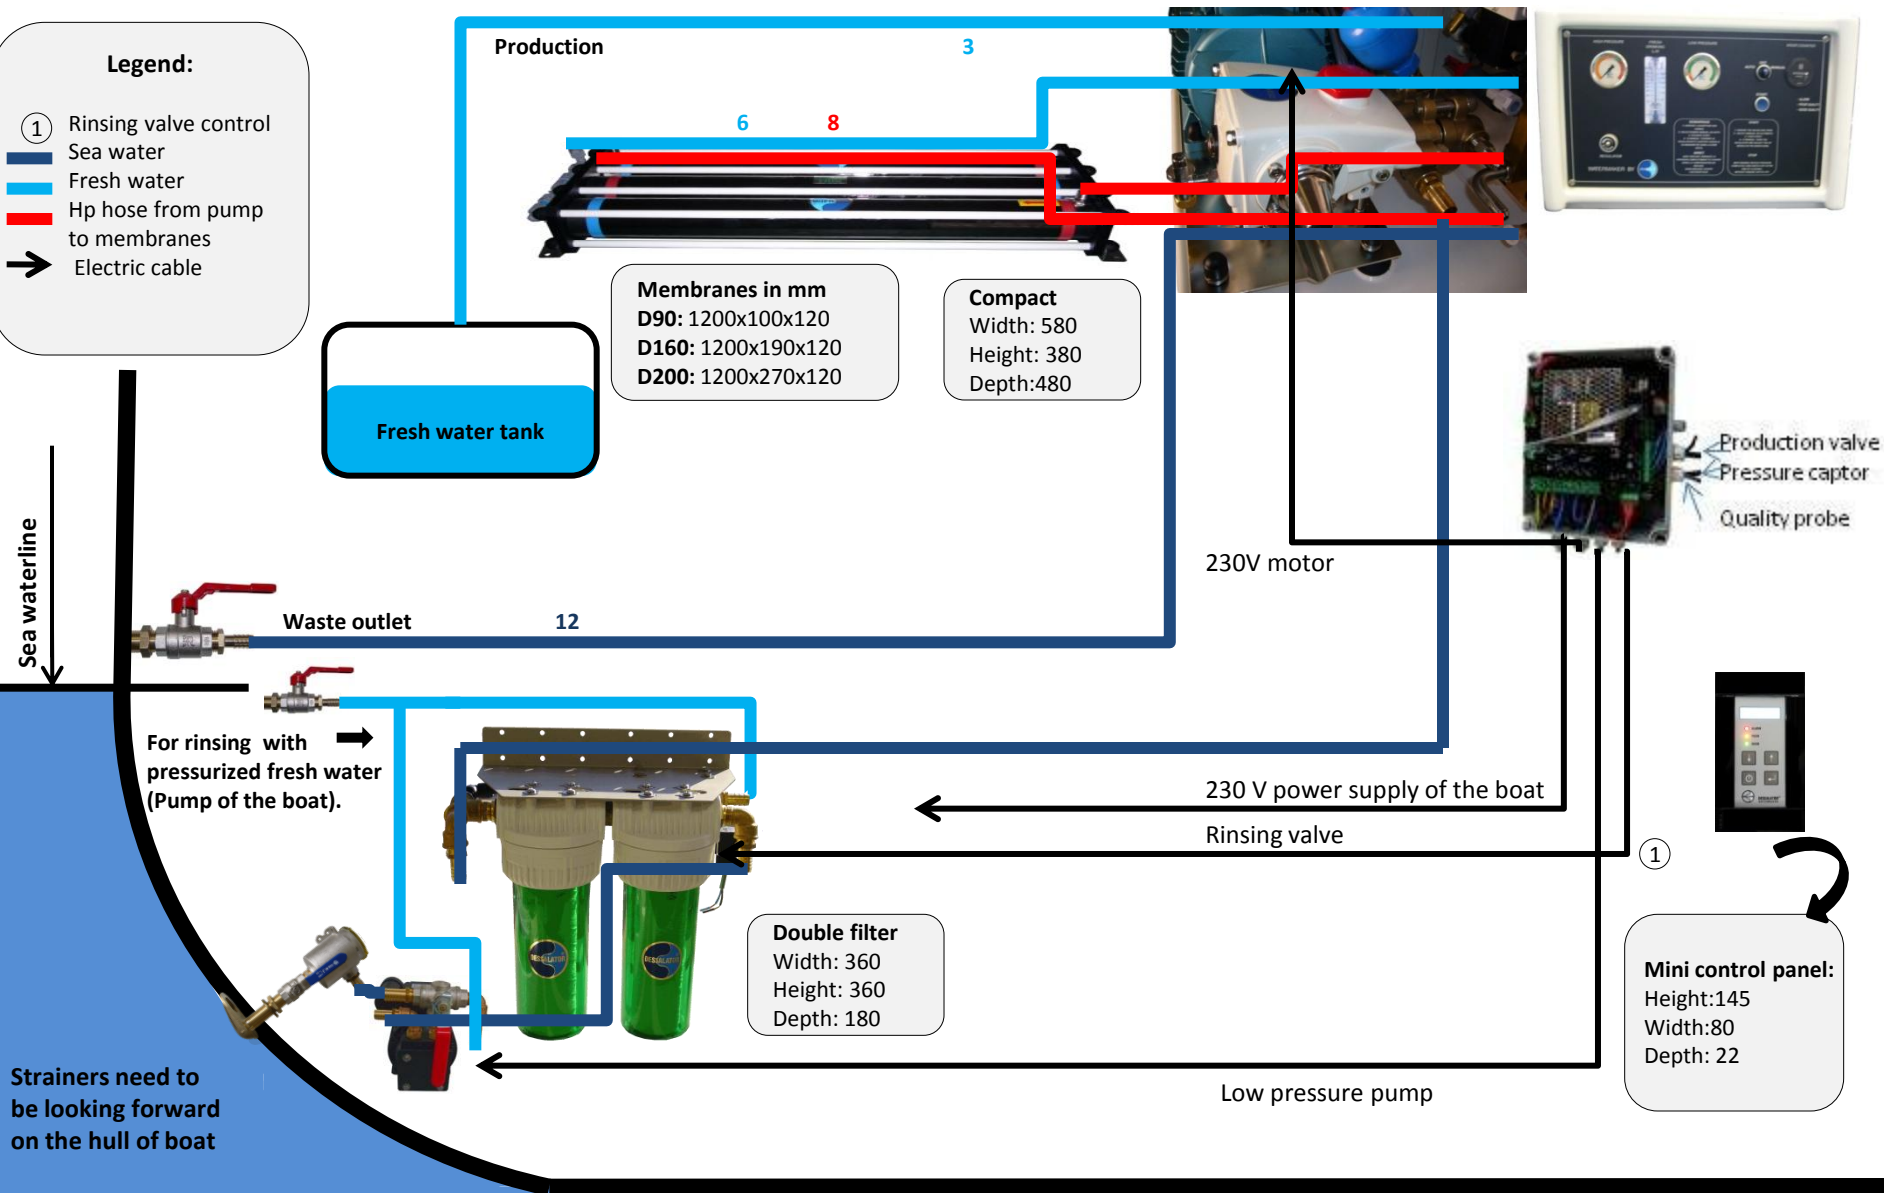 Legend:
1 Rinsing valve control
Sea water
Fresh water
Hp hose from pump
to membranes
Electric cable
Production
3
6
8
Membranes in mm
D90: 1200x100x120
D160: 1200x190x120
D200: 1200x270x120
Compact
Width: 580
Height: 380
Depth:480
Fresh water tank
Production valve
Pressure captor
Quality probe
Sea waterline
230V motor
Waste outlet
12
For rinsing with
pressurized fresh water
(Pump of the boat).
230 V power supply of the boat
Rinsing valve
1
DESSALATOR
DESSALATOR
Double filter
Width: 360
Height: 360
Depth: 180
Mini control panel:
Height:145
Width:80
Depth: 22
Low pressure pump
Strainers need to
be looking forward
on the hull of boat